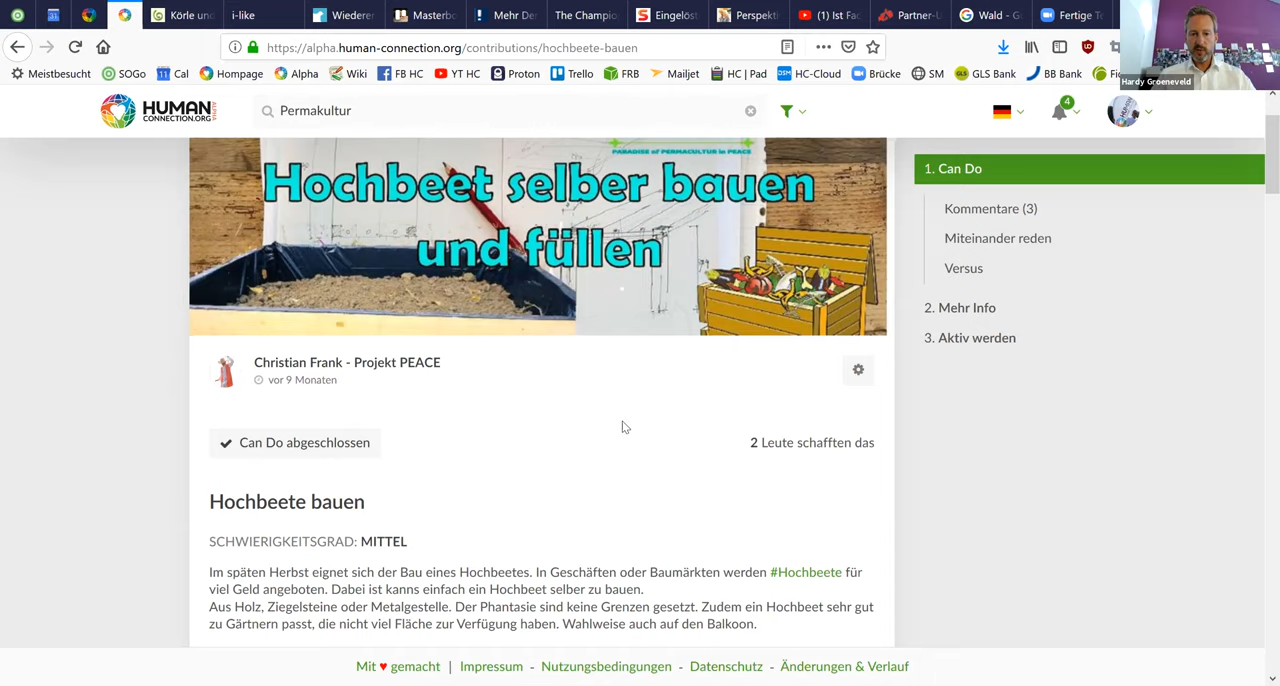 Körle und
i-like
Wiederer
Masterbo
Mehr Der
The Champio
Eingelöst
Perspekti
(1) Ist Fac
Partner-U
Wald - G
Fertige Te
https://alpha.human-connection.org/contributions/hochbeete-bauen
Meistbesucht
SOGo
Cal
Hompage
Alpha
Wiki
FB HC
YT HC
Proton
Trello
FRB
Mailjet
HC | Pad
HC-Cloud
Brücke
SM
GLS Bank
BB Bank
Hardy Groeneveld
HUMAN
CONNECTION.ORG
ALPHA
Permakultur
4
PARADISE of PERMACULTUR in PEACE
Hochbeet selber bauen
und füllen
Christian Frank - Projekt PEACE
vor 9 Monaten
Can Do abgeschlossen
2 Leute schafften das
Hochbeete bauen
SCHWIERIGKEITSGRAD: MITTEL
Im späten Herbst eignet sich der Bau eines Hochbeetes. In Geschäften oder Baumärkten werden #Hochbeete für
viel Geld angeboten. Dabei ist kanns einfach ein Hochbeet selber zu bauen.
Aus Holz, Ziegelsteine oder Metalgestelle. Der Phantasie sind keine Grenzen gesetzt. Zudem ein Hochbeet sehr gut
zu Gärtnern passt, die nicht viel Fläche zur Verfügung haben. Wahlweise auch auf den Balkoon.
1. Can Do
Kommentare (3)
Miteinander reden
Versus
2. Mehr Info
3. Aktiv werden
Mit ♥ gemacht | Impressum - Nutzungsbedingungen - Datenschutz - Änderungen & Verlauf